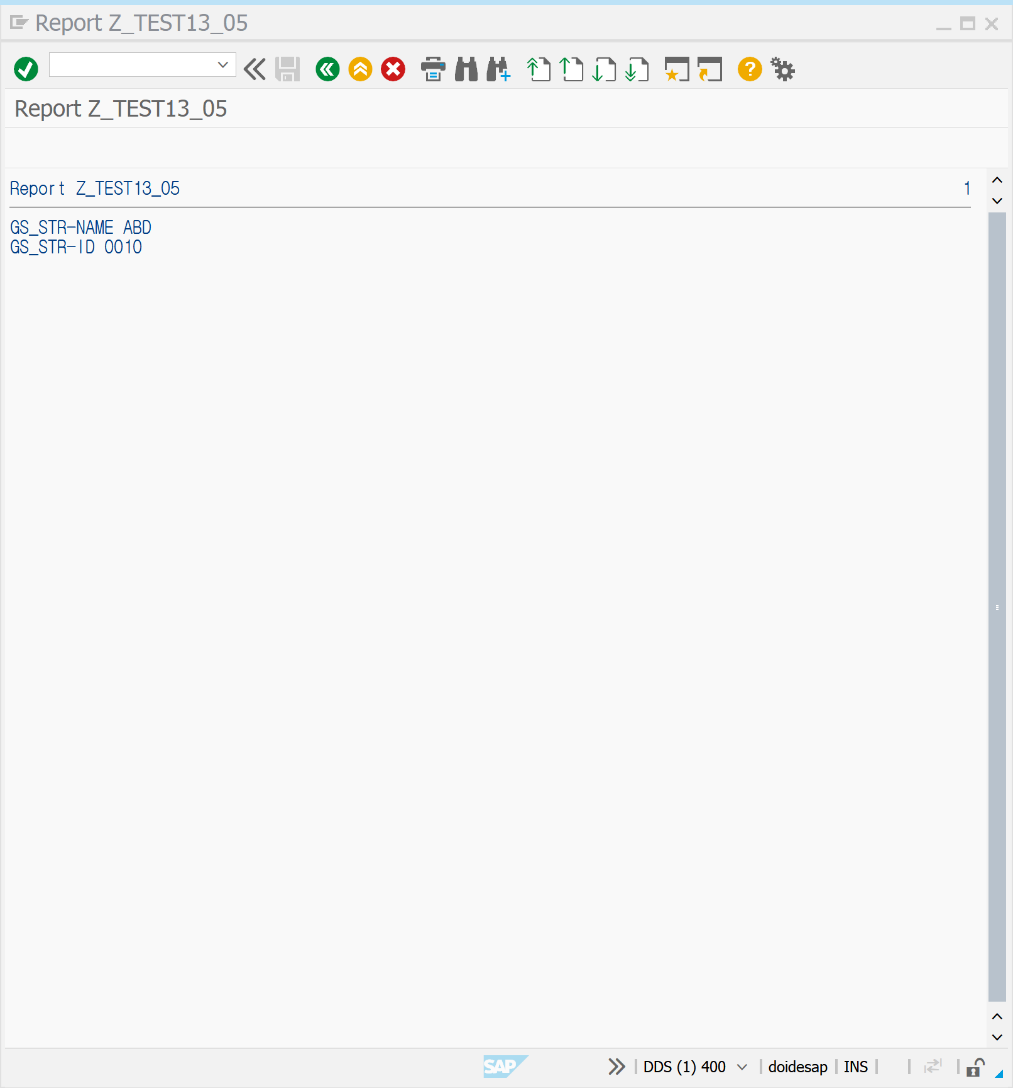 Report Z_TEST13_05
Report Z_TEST13_05
Report Z_TEST13_05 1
GS_STR-NAME ABD
GS_STR-ID 0010
SAP DDS (1) 400 doidesap INS